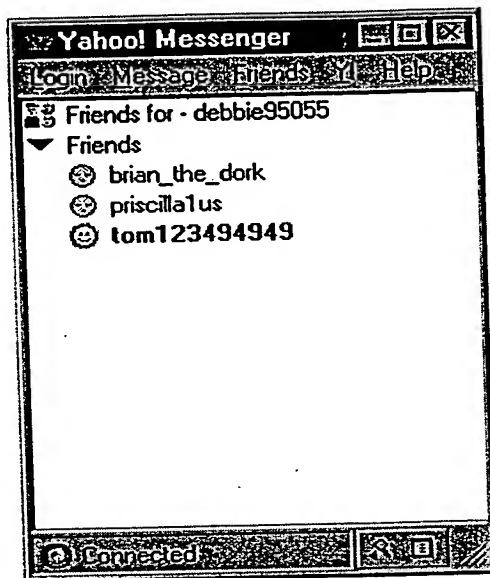 Yahoo! Messenger
Login Message Friends Y! Help
Friends for - debbie95055
Friends
brian_the_dork
priscilla1us
tom123494949
Connected